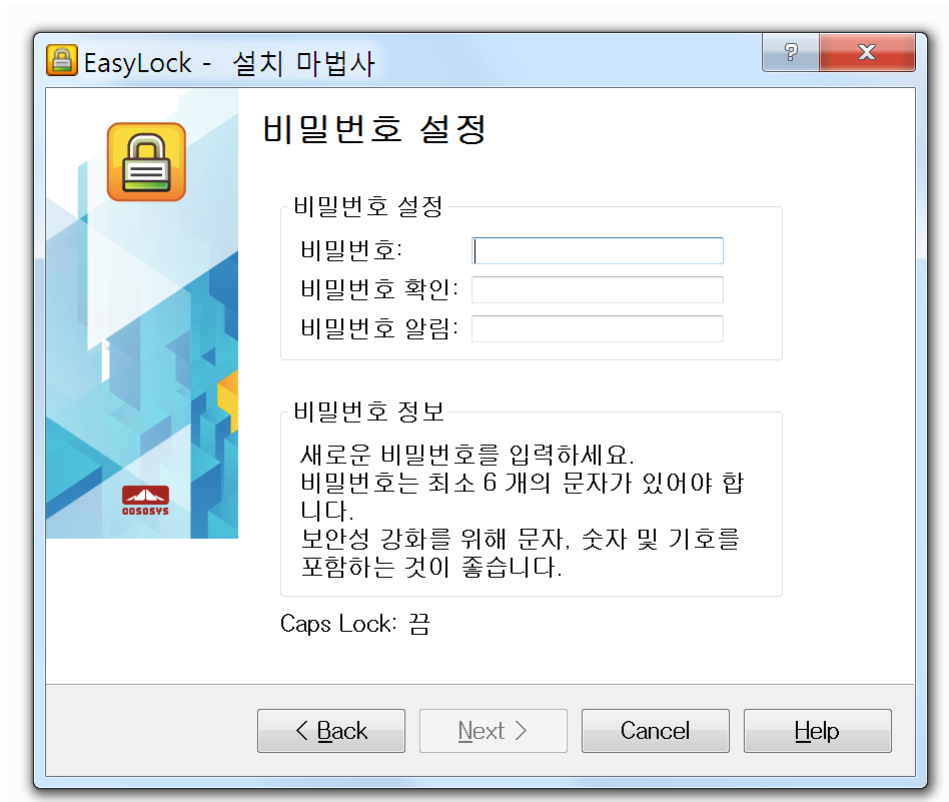 EasyLock - 설치 마법사
?
X
비밀번호 설정
비밀번호 설정
비밀번호:
비밀번호 확인:
비밀번호 알림:
비밀번호 정보
새로운 비밀번호를 입력하세요.
비밀번호는 최소 6 개의 문자가 있어야 합
니다.
보안성 강화를 위해 문자, 숫자 및 기호를
포함하는 것이 좋습니다.
COSOSYS
Caps Lock: 끔
< Back
Next >
Cancel
Help